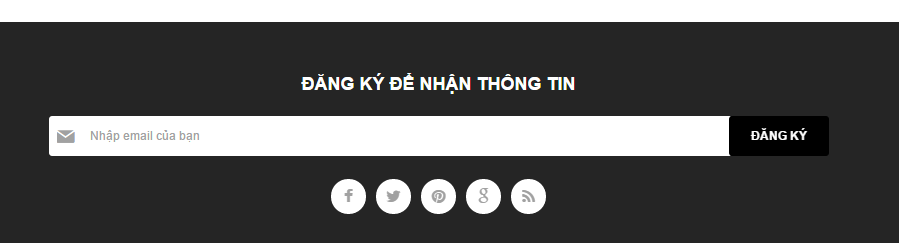 ĐĂNG KÝ ĐỂ NHẬN THÔNG TIN
Nhập email của bạn
ĐĂNG KÝ